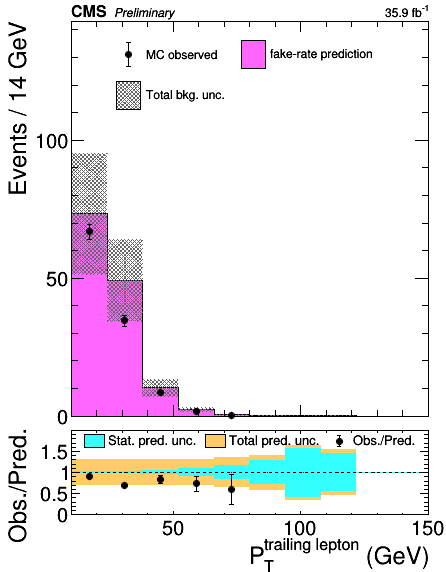 CMS Preliminary 35.9 fb⁻¹
MC observed fake-rate prediction
Total bkg. unc.
Events / 14 GeV
100
50
0
Stat. pred. unc. Total pred. unc. Obs./Pred.
Obs./Pred.
1.5
1
0.5
0
50 100 150
P_T^trailing lepton (GeV)